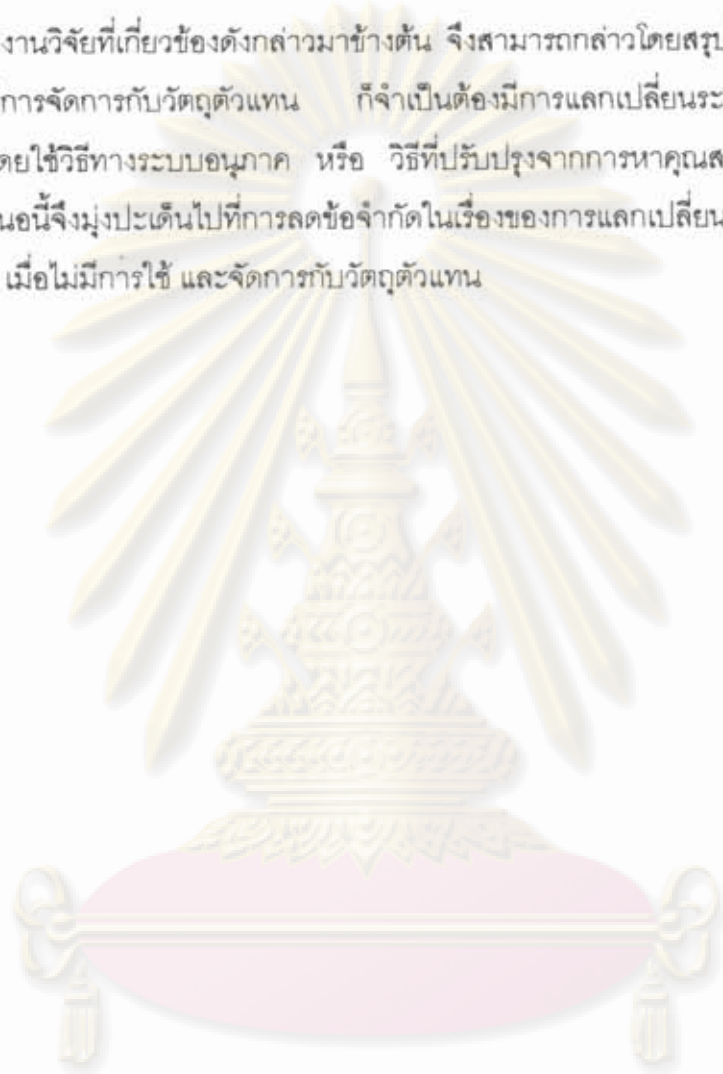 งานวิจัยที่เกี่ยวข้องดังกล่าวมาข้างต้น จึงสามารถกล่าวโดยสรุป
การจัดการกับวัตถุตัวแทน ก็จำเป็นต้องมีการแลกเปลี่ยนระ
โดยใช้วิธีทางระบบอนุภาค หรือ วิธีที่ปรับปรุงจากการหาคุณส
นอนี้จึงมุ่งประเด็นไปที่การลดข้อจำกัดในเรื่องของการแลกเปลี่ยน
เมื่อไม่มีการใช้ และจัดการกับวัตถุตัวแทน